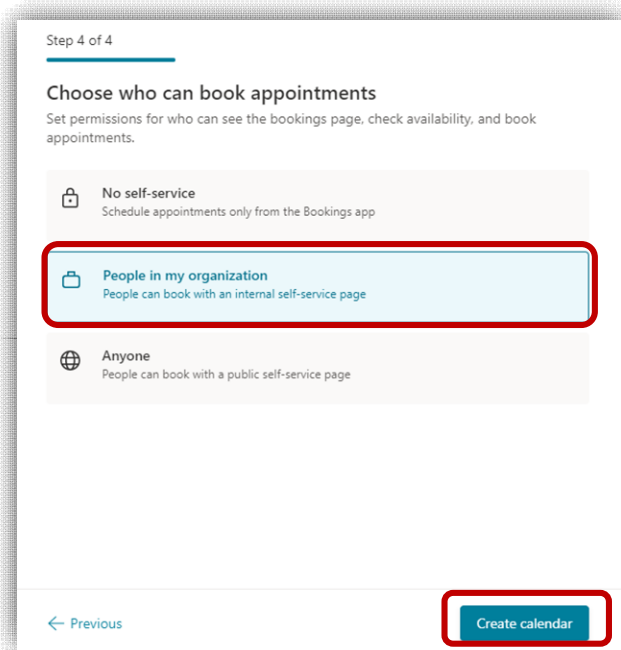 Step 4 of 4
Choose who can book appointments
Set permissions for who can see the bookings page, check availability, and book
appointments.
No self-service
Schedule appointments only from the Bookings app
People in my organization
People can book with an internal self-service page
Anyone
People can book with a public self-service page
Previous
Create calendar